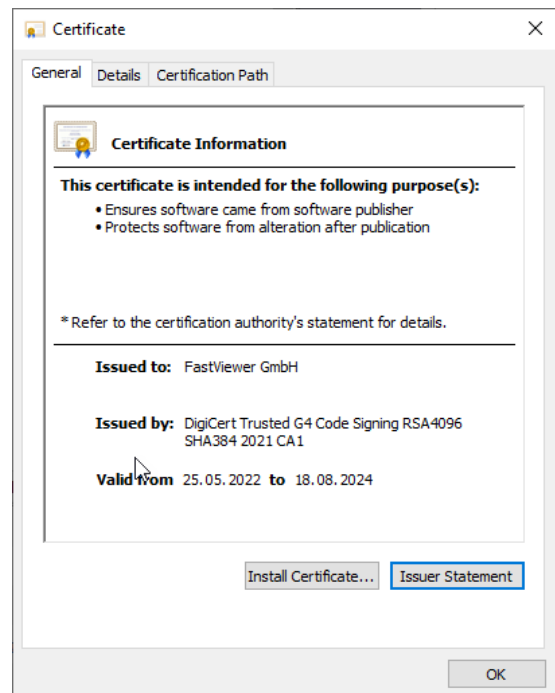 Certificate
General Details Certification Path
Certificate Information
This certificate is intended for the following purpose(s):
• Ensures software came from software publisher
• Protects software from alteration after publication
* Refer to the certification authority's statement for details.
Issued to: FastViewer GmbH
Issued by: DigiCert Trusted G4 Code Signing RSA4096
SHA384 2021 CA1
Valid from 25.05.2022 to 18.08.2024
Install Certificate... Issuer Statement
OK